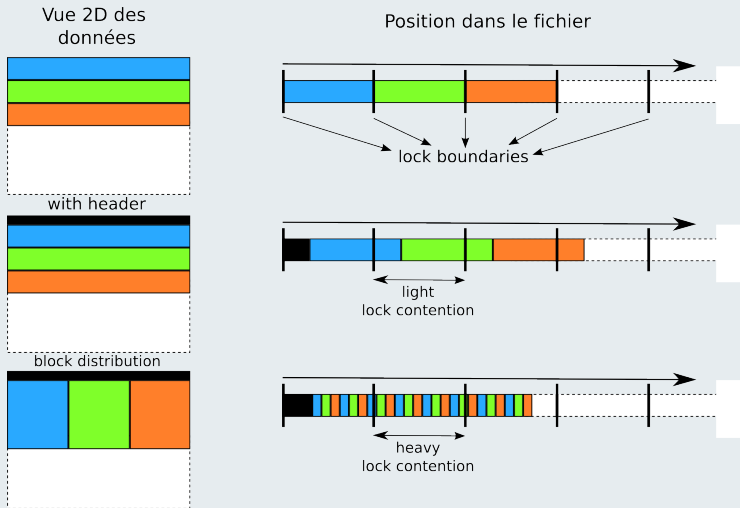 Vue 2D des
données
Position dans le fichier
lock boundaries
with header
light
lock contention
block distribution
heavy
lock contention